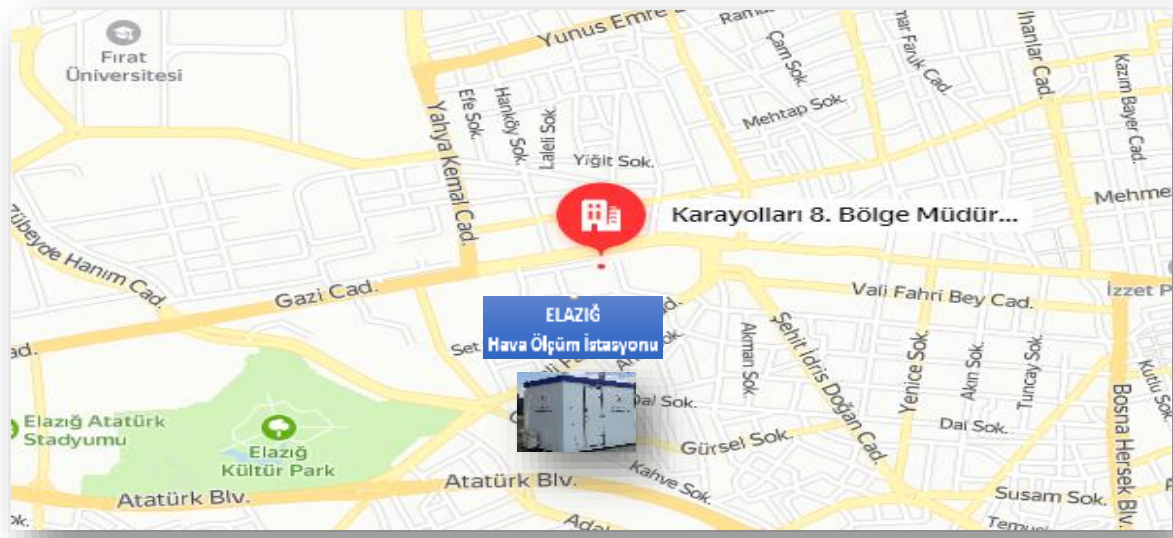 Fırat
Üniversitesi
Yunus Emre
Çam Sok.
Mehtap Sok.
Kazım Bayer Cad.
Yahya Kemal Cad.
Efe Sok.
Hanköy Sok.
Laleli Sok.
Yiğit Sok.
Karayolları 8. Bölge Müdür...
Mehme
Zübeyde Hanım Cad.
Gazi Cad.
Vali Fahri Bey Cad.
İzzet P
ELAZIĞ
Hava Ölçüm İstasyonu
Set
Akman Sok.
Şehit İdris Doğan Cad.
Yenice Sok.
Akın Sok.
Tuncay Sok.
Kutlu Sok.
Elazığ Atatürk
Stadyumu
Elazığ
Kültür Park
Dal Sok.
Gürsel Sok.
Dai Sok.
Bosna Hersek Blv.
Atatürk Blv.
Atatürk Blv.
Kahve Sok.
Susam Sok.